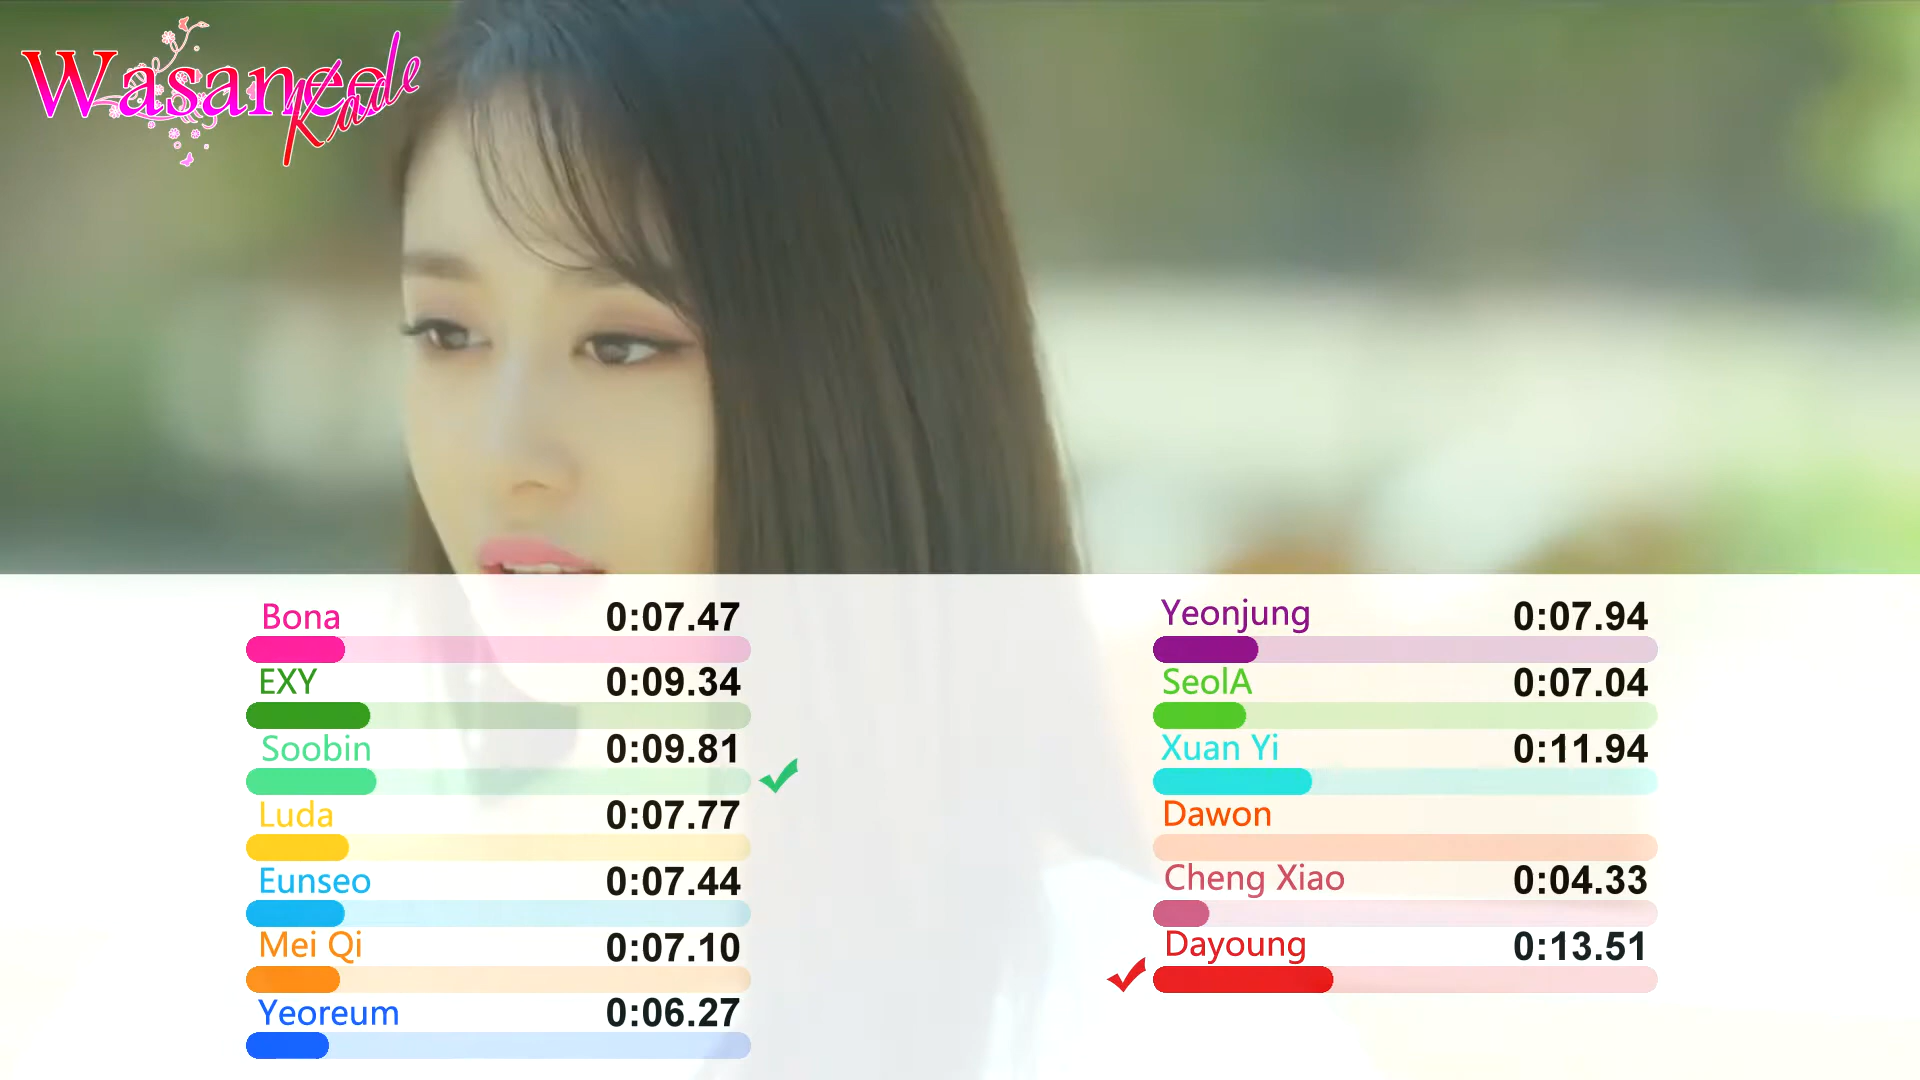 Wasaneo
Kade
Bona 0:07.47
EXY 0:09.34
Soobin 0:09.81
Luda 0:07.77
Eunseo 0:07.44
Mei Qi 0:07.10
Yeoreum 0:06.27
Yeonjung 0:07.94
SeolA 0:07.04
Xuan Yi 0:11.94
Dawon
Cheng Xiao 0:04.33
Dayoung 0:13.51